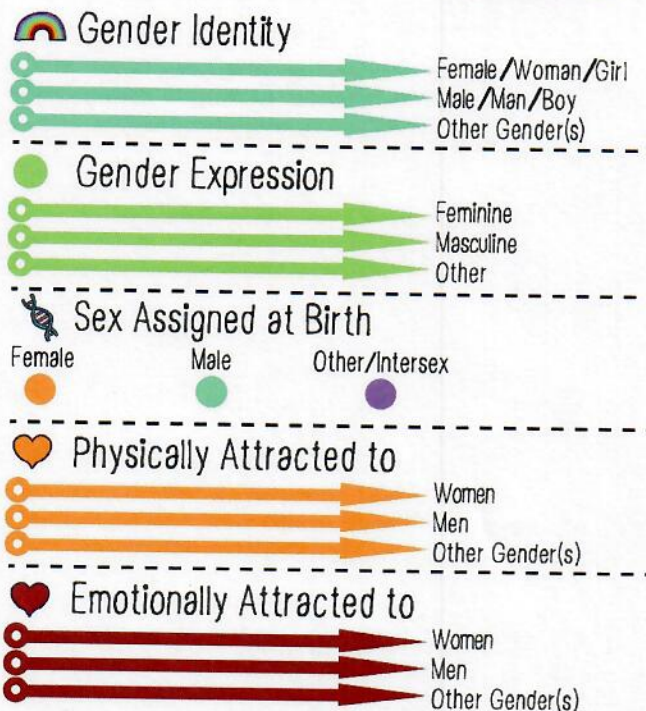 Gender Identity
Female/Woman/Girl
Male/Man/Boy
Other Gender(s)
Gender Expression
Feminine
Masculine
Other
Sex Assigned at Birth
Female Male Other/Intersex
Physically Attracted to
Women
Men
Other Gender(s)
Emotionally Attracted to
Women
Men
Other Gender(s)